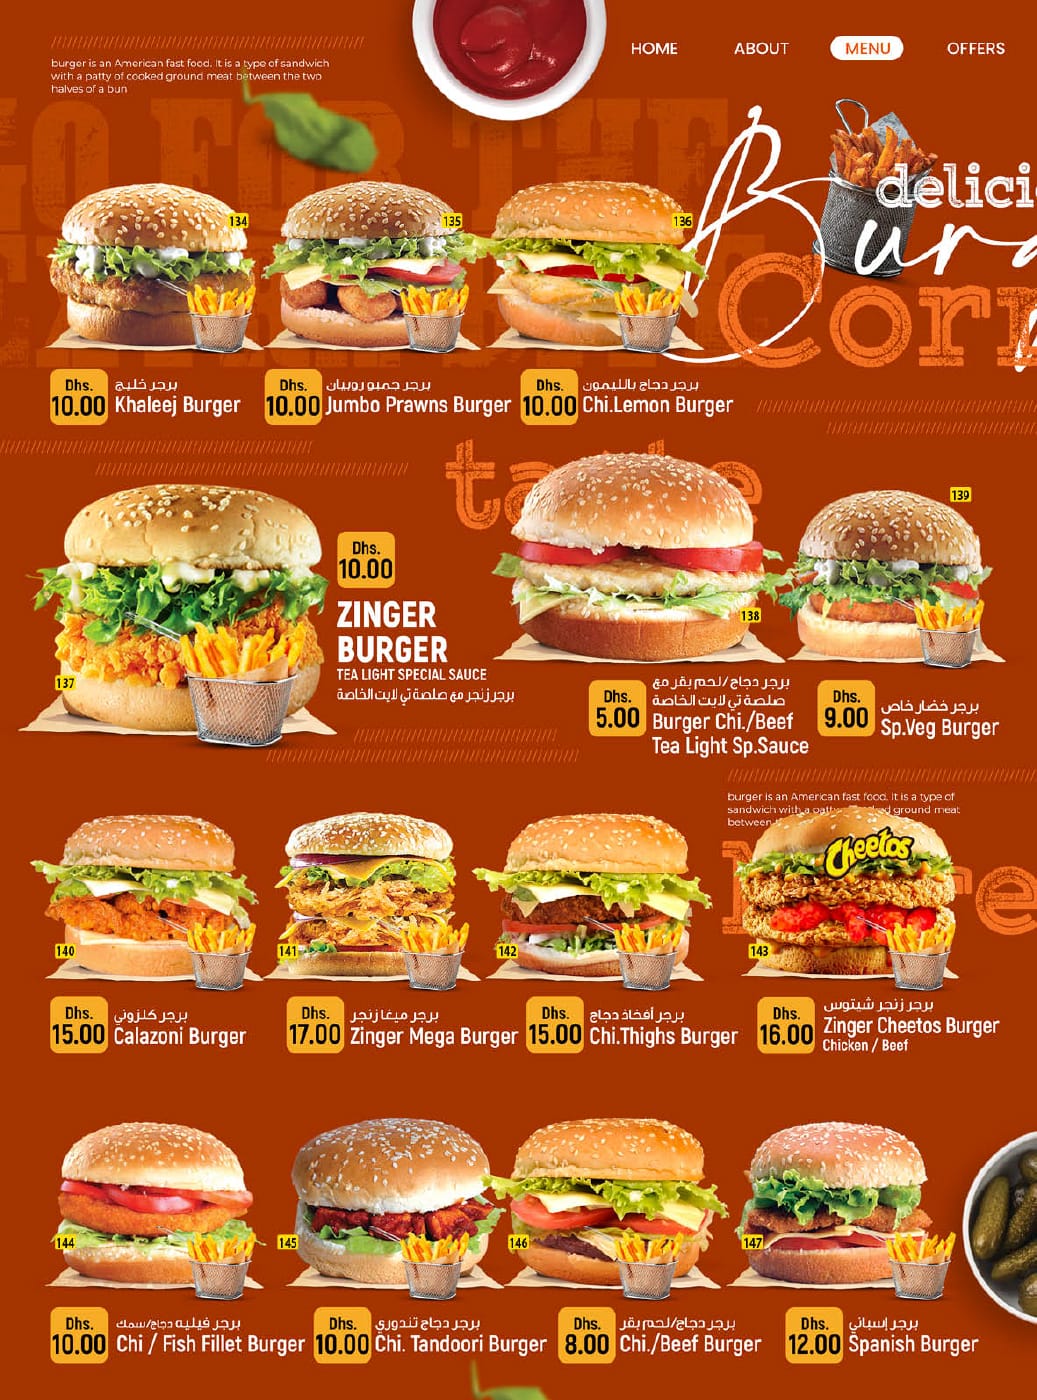 HOME ABOUT MENU OFFERS
burger is an American fast food. It is a type of sandwich
with a patty of cooked ground meat between the two
halves of a bun
GO FOR THE
delici
Bur
Corn
134
135
136
Dhs.
10.00
برجر خليج
Khaleej Burger
Dhs.
10.00
برجر جمبو روبيان
Jumbo Prawns Burger
Dhs.
10.00
برجر دجاج بالليمون
Chi.Lemon Burger
137
Dhs.
10.00
ZINGER
BURGER
TEA LIGHT SPECIAL SAUCE
برجر زنجر مع صلصة تي لايت الخاصة
138
Dhs.
5.00
برجر دجاج/لحم بقر مع
صلصة تي لايت الخاصة
Burger Chi./Beef
Tea Light Sp.Sauce
139
Dhs.
9.00
برجر خضار خاص
Sp.Veg Burger
burger is an American fast food. It is a type of
sandwich with a ground meat
between
Cheetos
140
Dhs.
15.00
برجر كلزوني
Calazoni Burger
141
Dhs.
17.00
برجر ميغا زنجر
Zinger Mega Burger
142
Dhs.
15.00
برجر أفخاذ دجاج
Chi.Thighs Burger
143
Dhs.
16.00
برجر زنجر شيتوس
Zinger Cheetos Burger
Chicken / Beef
144
Dhs.
10.00
برجر فيليه دجاج/سمك
Chi / Fish Fillet Burger
145
Dhs.
10.00
برجر دجاج تندوري
Chi. Tandoori Burger
146
Dhs.
8.00
برجر دجاج/لحم بقر
Chi./Beef Burger
147
Dhs.
12.00
برجر إسباني
Spanish Burger